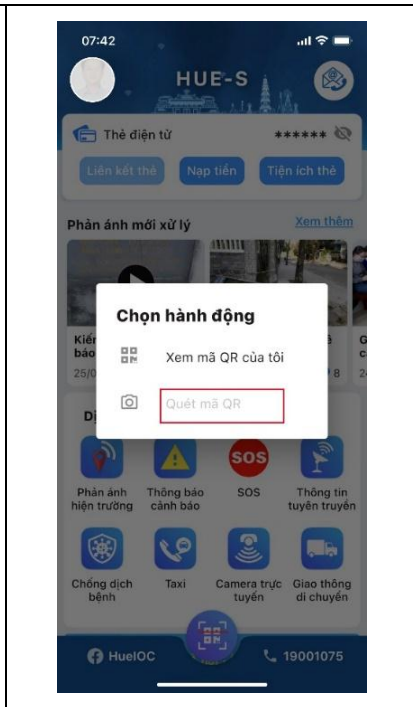 07:42
HUE-S
Thẻ điện tử
******
Liên kết thẻ
Nạp tiền
Tiện ích thẻ
Phản ánh mới xử lý
Xem thêm
Chọn hành động
Xem mã QR của tôi
Quét mã QR
Kiến
báo
25/0
8
SOS
Phản ánh
hiện trường
Thông báo
cảnh báo
SOS
Thông tin
tuyên truyền
Chống dịch
bệnh
Taxi
Camera trực
tuyến
Giao thông
di chuyển
HueIOC
19001075